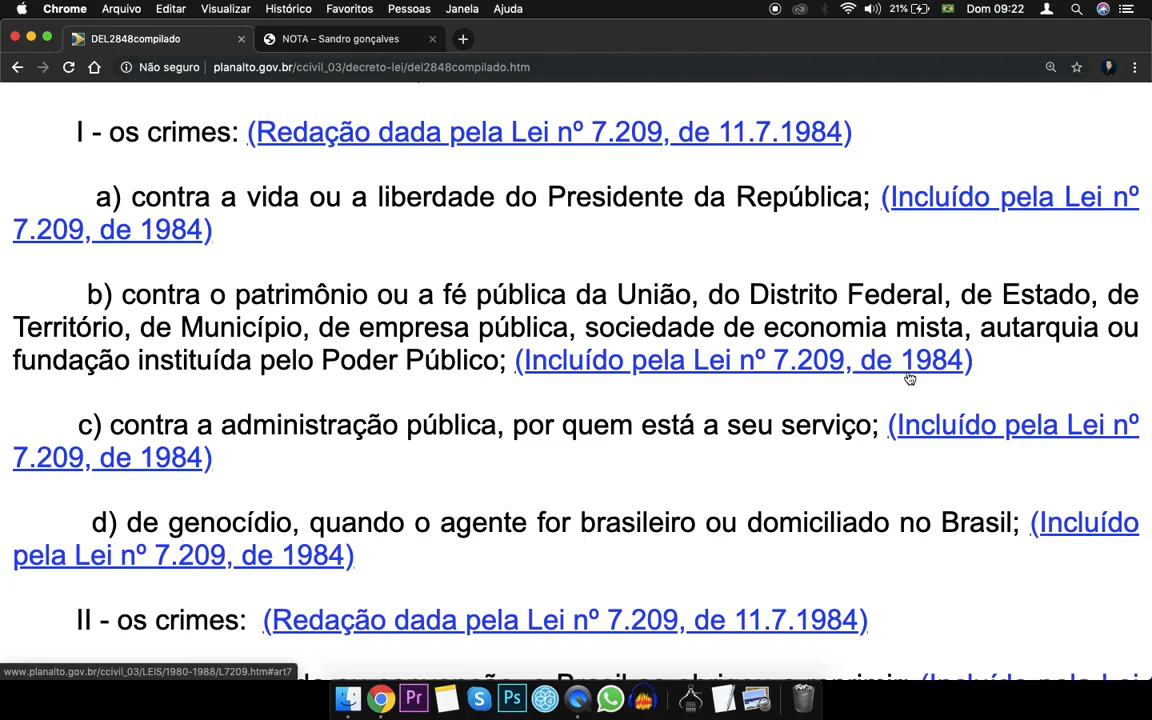 Chrome Arquivo Editar Visualizar Histórico Favoritos Pessoas Janela Ajuda 21% Dom 09:22
DEL2848compilado NOTA – Sandro gonçalves
Não seguro planalto.gov.br/ccivil_03/decreto-lei/del2848compilado.htm
I - os crimes: (Redação dada pela Lei nº 7.209, de 11.7.1984)
a) contra a vida ou a liberdade do Presidente da República; (Incluído pela Lei nº
7.209, de 1984)
b) contra o patrimônio ou a fé pública da União, do Distrito Federal, de Estado, de
Território, de Município, de empresa pública, sociedade de economia mista, autarquia ou
fundação instituída pelo Poder Público; (Incluído pela Lei nº 7.209, de 1984)
c) contra a administração pública, por quem está a seu serviço; (Incluído pela Lei nº
7.209, de 1984)
d) de genocídio, quando o agente for brasileiro ou domiciliado no Brasil; (Incluído
pela Lei nº 7.209, de 1984)
II - os crimes: (Redação dada pela Lei nº 7.209, de 11.7.1984)
www.planalto.gov.br/ccivil_03/LEIS/1980-1988/L7209.htm#art7
Pr Ps